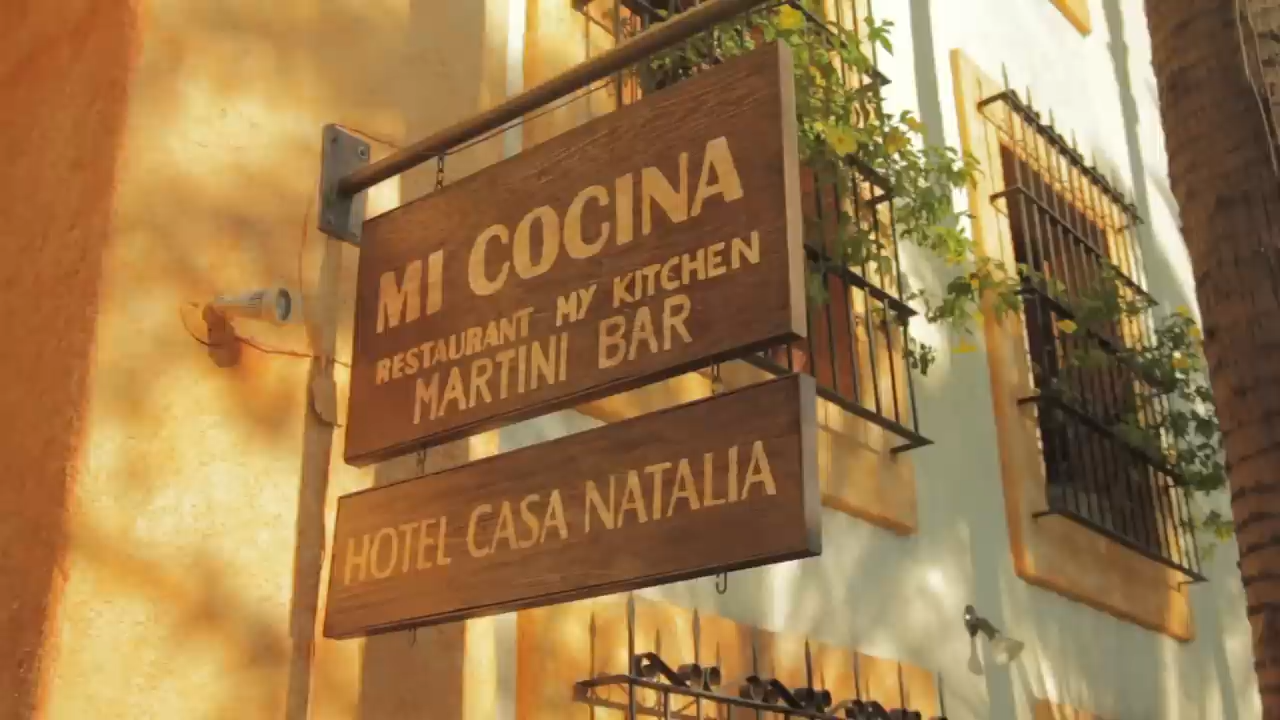 MI COCINA
RESTAURANT MY KITCHEN
MARTINI BAR
HOTEL CASA NATALIA